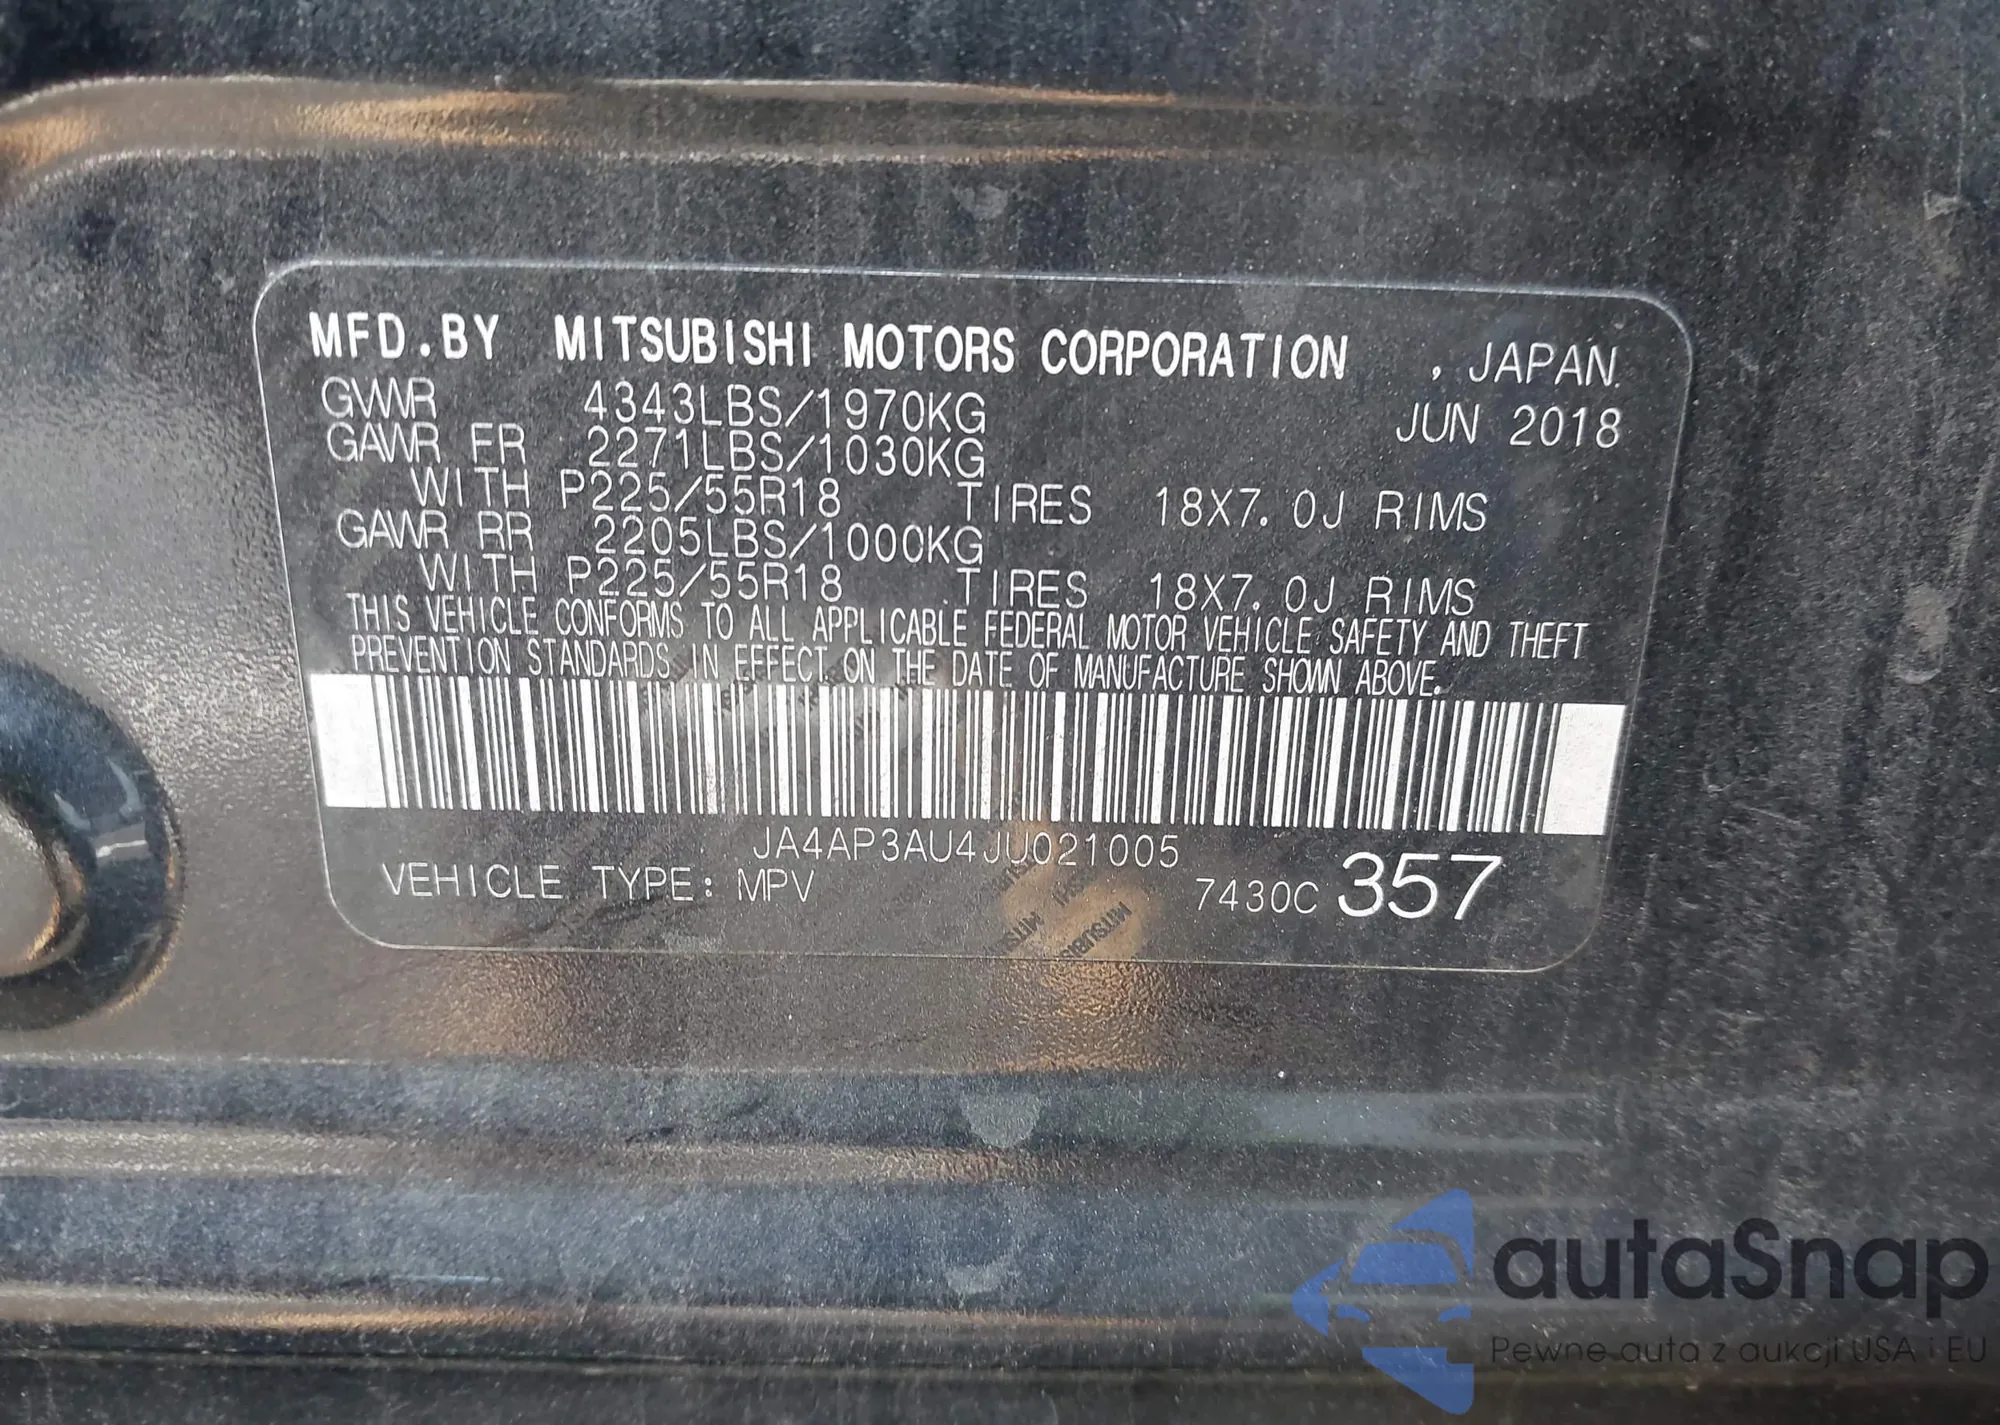 MFD.BY MITSUBISHI MOTORS CORPORATION , JAPAN.
GVWR 4343LBS/1970KG JUN 2018
GAWR FR 2271LBS/1030KG
WITH P225/55R18 TIRES 18X7.0J RIMS
GAWR RR 2205LBS/1000KG
WITH P225/55R18 TIRES 18X7.0J RIMS
THIS VEHICLE CONFORMS TO ALL APPLICABLE FEDERAL MOTOR VEHICLE SAFETY AND THEFT
PREVENTION STANDARDS IN EFFECT ON THE DATE OF MANUFACTURE SHOWN ABOVE.
JA4AP3AU4JU021005
VEHICLE TYPE: MPV 7430C 357
MITSUBISHI
autaSnap
Pewne auta z aukcji USA i EU